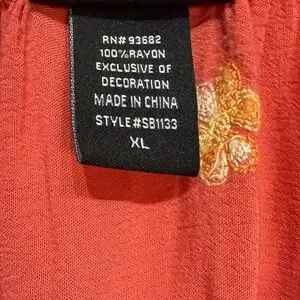 RN#93682
100%RAYON
EXCLUSIVE OF
DECORATION
MADE IN CHINA
STYLE#SB1133
XL